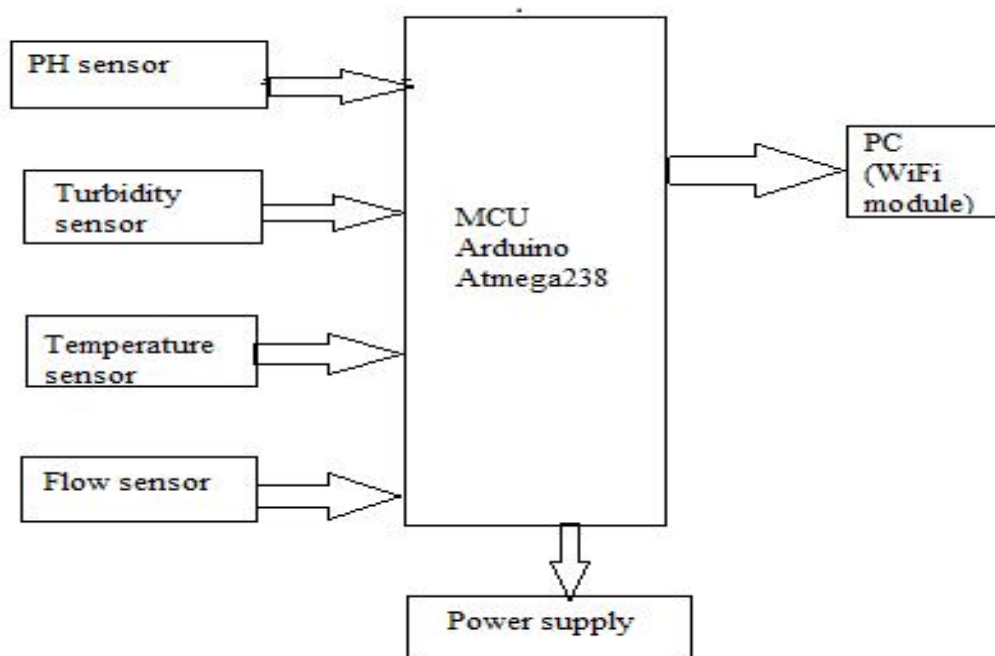 PH sensor
Turbidity
sensor
Temperature
sensor
Flow sensor
MCU
Arduino
Atmega238
PC
(WiFi
module)
Power supply